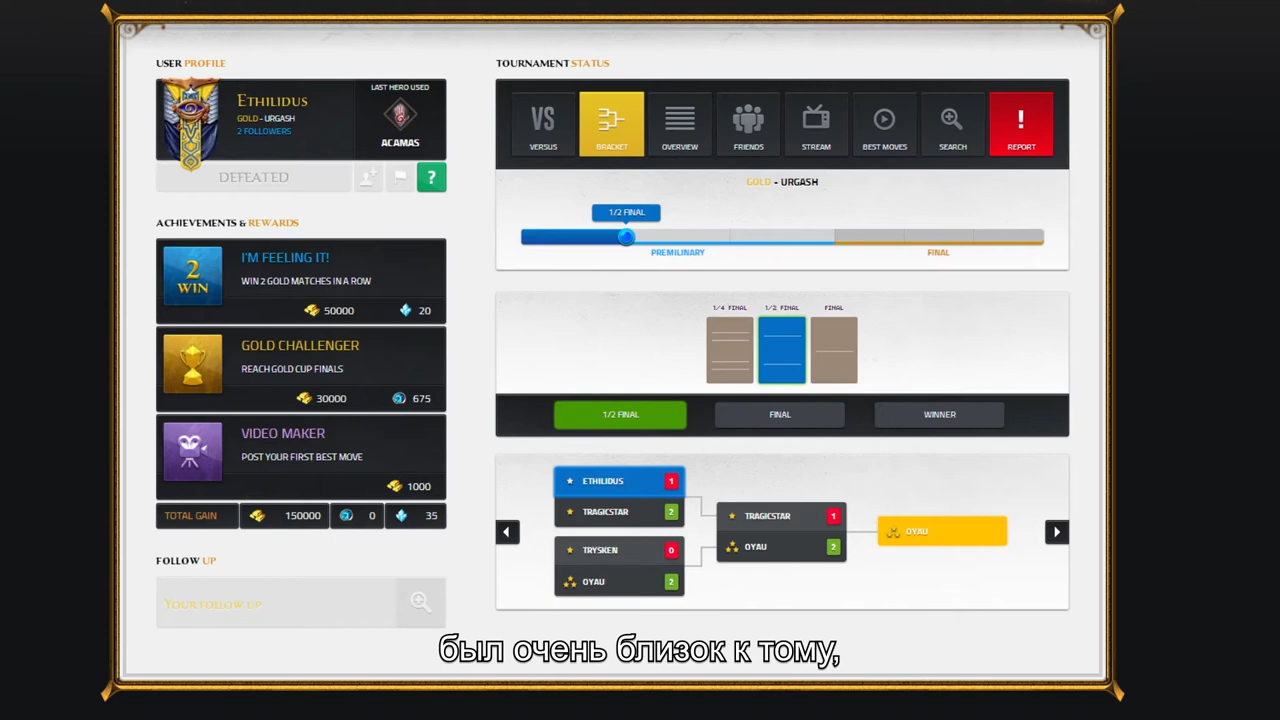 USER PROFILE
ETHILIDUS
GOLD - URGASH
2 FOLLOWERS
LAST HERO USED
ACAMAS
DEFEATED
?
ACHIEVEMENTS & REWARDS
2
WIN
I'M FEELING IT!
WIN 2 GOLD MATCHES IN A ROW
50000 20
GOLD CHALLENGER
REACH GOLD CUP FINALS
30000 675
VIDEO MAKER
POST YOUR FIRST BEST MOVE
1000
TOTAL GAIN 150000 0 35
FOLLOW UP
YOUR FOLLOW UP
TOURNAMENT STATUS
VS
!
VERSUS BRACKET OVERVIEW FRIENDS STREAM BEST MOVES SEARCH REPORT
GOLD - URGASH
1/2 FINAL
PREMILINARY FINAL
1/4 FINAL 1/2 FINAL FINAL
1/2 FINAL FINAL WINNER
ETHILIDUS 1
TRAGICSTAR 2
TRYSKEN 0
OYAU 2
TRAGICSTAR 1
OYAU 2
OYAU
был очень близок к тому,